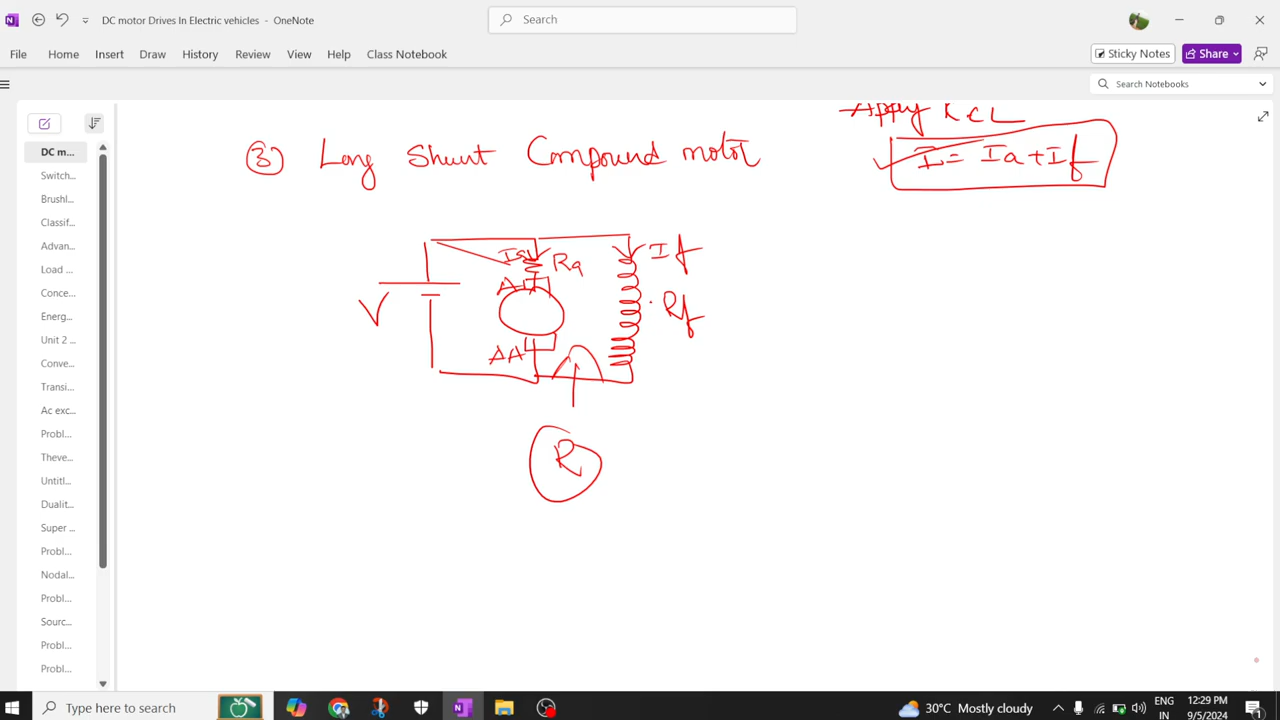 DC motor Drives In Electric vehicles - OneNote
Search
File Home Insert Draw History Review View Help Class Notebook
Sticky Notes
Share
Search Notebooks
DC m...
Switch...
Brushl...
Classif...
Advan...
Load ...
Conce...
Energ...
Unit 2 ...
Conve...
Transi...
Ac exc...
Probl...
Theve...
Untitl...
Dualit...
Super ...
Probl...
Nodal...
Probl...
Sourc...
Probl...
Probl...
Apply KCL
I = Ia + If
③ Long Shunt Compound motor
Ia
Ra
If
A
V
Rf
AA
R
Type here to search
30°C Mostly cloudy
ENG
IN
12:29 PM
9/5/2024
1